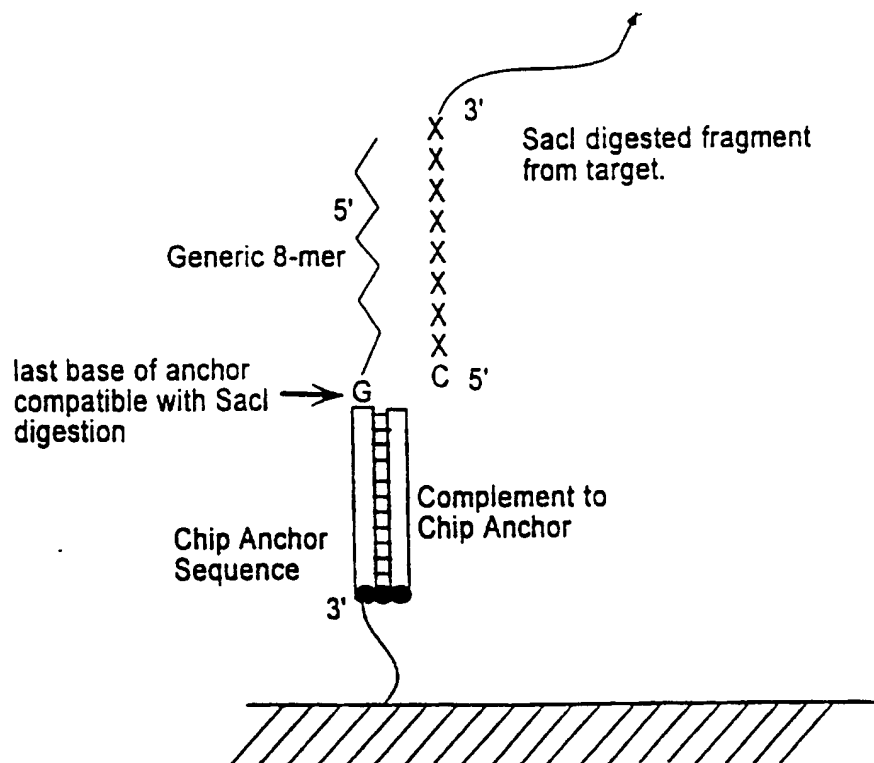 3'
SacI digested fragment
from target.
X
X
X
X
X
X
X
X
5'
Generic 8-mer
last base of anchor
compatible with SacI
digestion
G
C 5'
Complement to
Chip Anchor
Chip Anchor
Sequence
3'